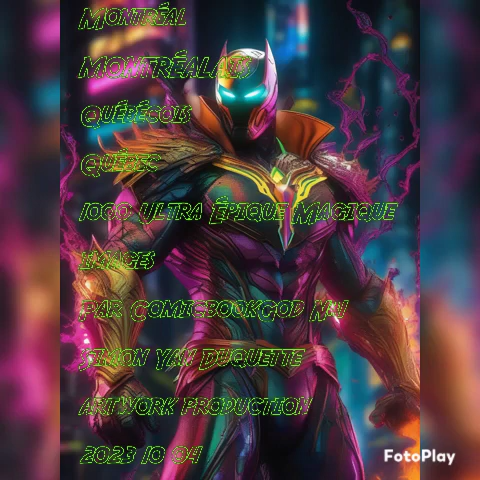 Montréal
Montréalais
Québécois
Québec
1000 Ultra Épique Magique
Images
Par ComicbookGod
Simon Yan Duquette
artwork production
2023 10 04
FotoPlay